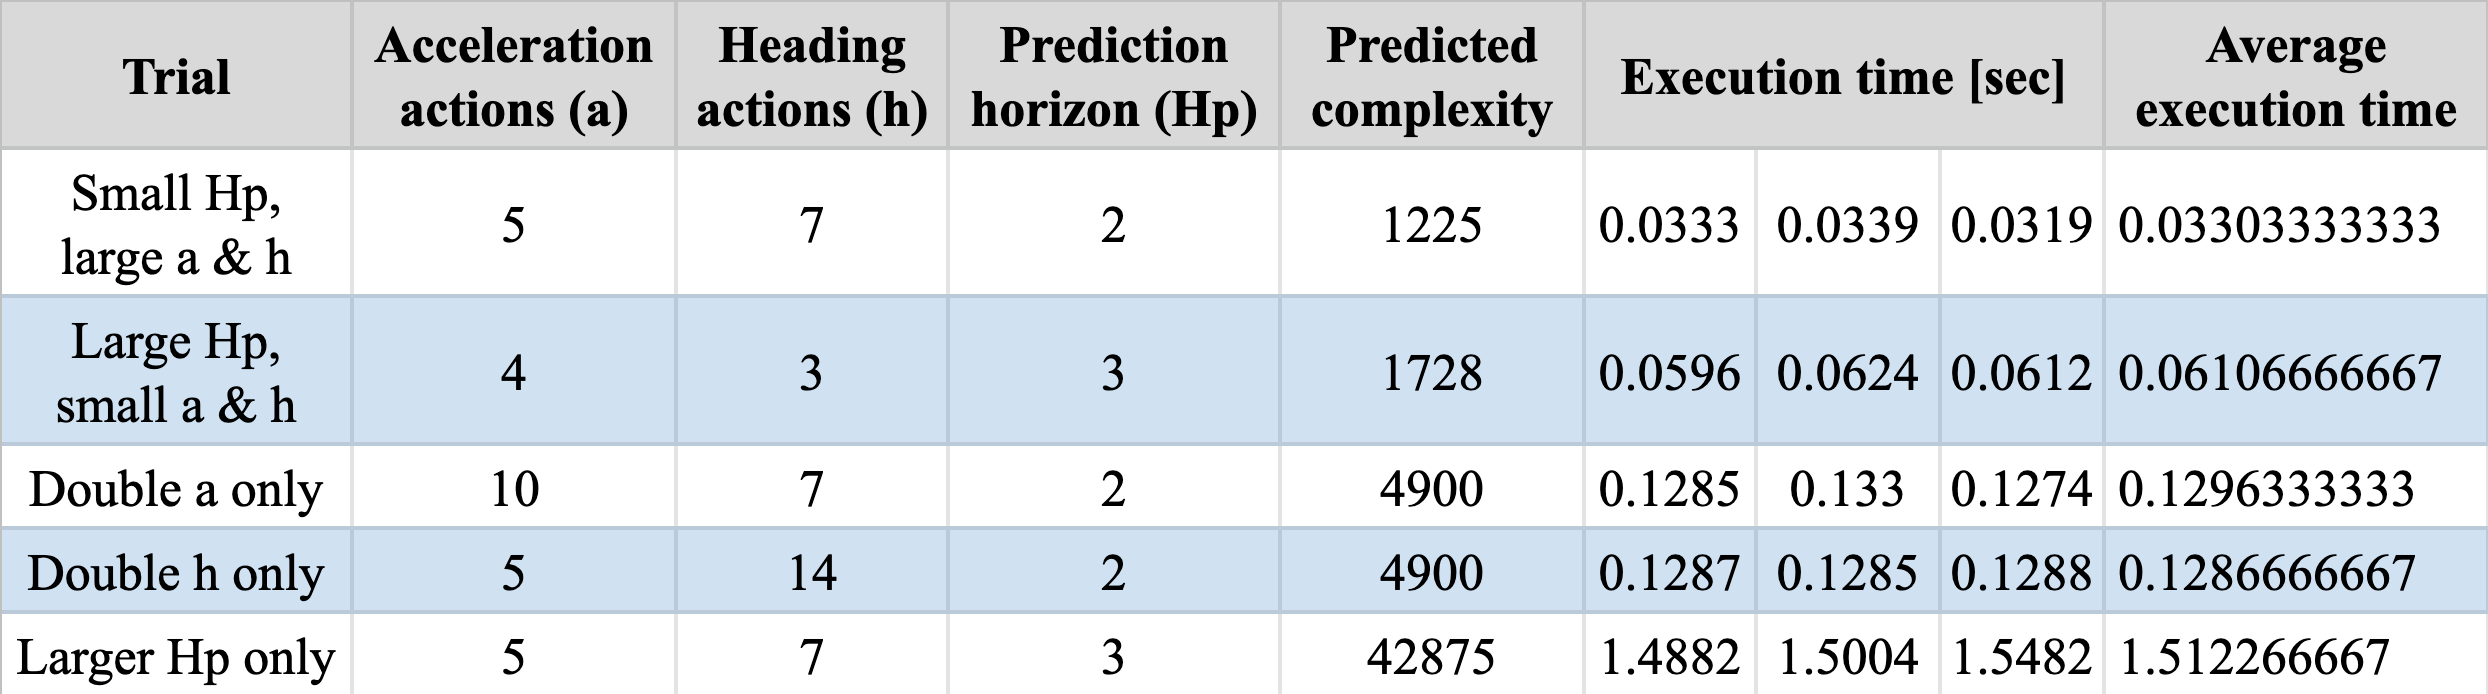 Trial Acceleration actions (a) Heading actions (h) Prediction horizon (Hp) Predicted complexity Execution time [sec] Average execution time
Small Hp, large a & h 5 7 2 1225 0.0333 0.0339 0.0319 0.03303333333
Large Hp, small a & h 4 3 3 1728 0.0596 0.0624 0.0612 0.06106666667
Double a only 10 7 2 4900 0.1285 0.133 0.1274 0.1296333333
Double h only 5 14 2 4900 0.1287 0.1285 0.1288 0.1286666667
Larger Hp only 5 7 3 42875 1.4882 1.5004 1.5482 1.512266667